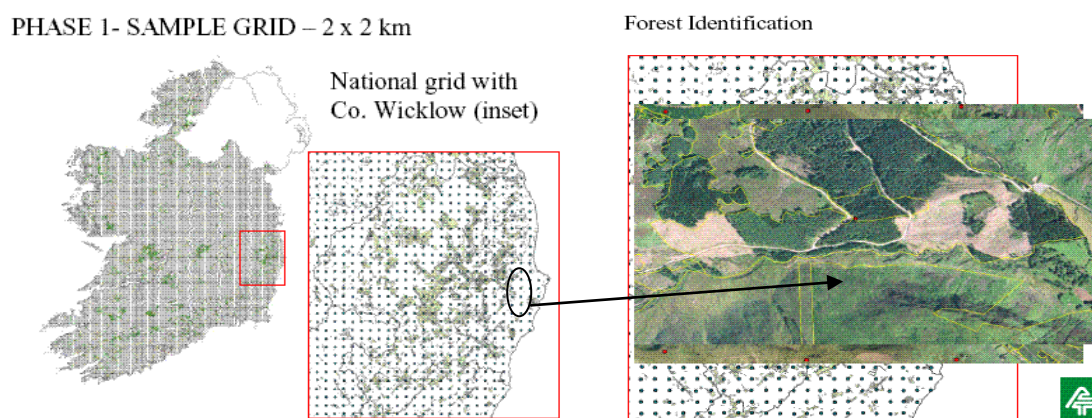 PHASE 1- SAMPLE GRID – 2 x 2 km
Forest Identification
National grid with
Co. Wicklow (inset)